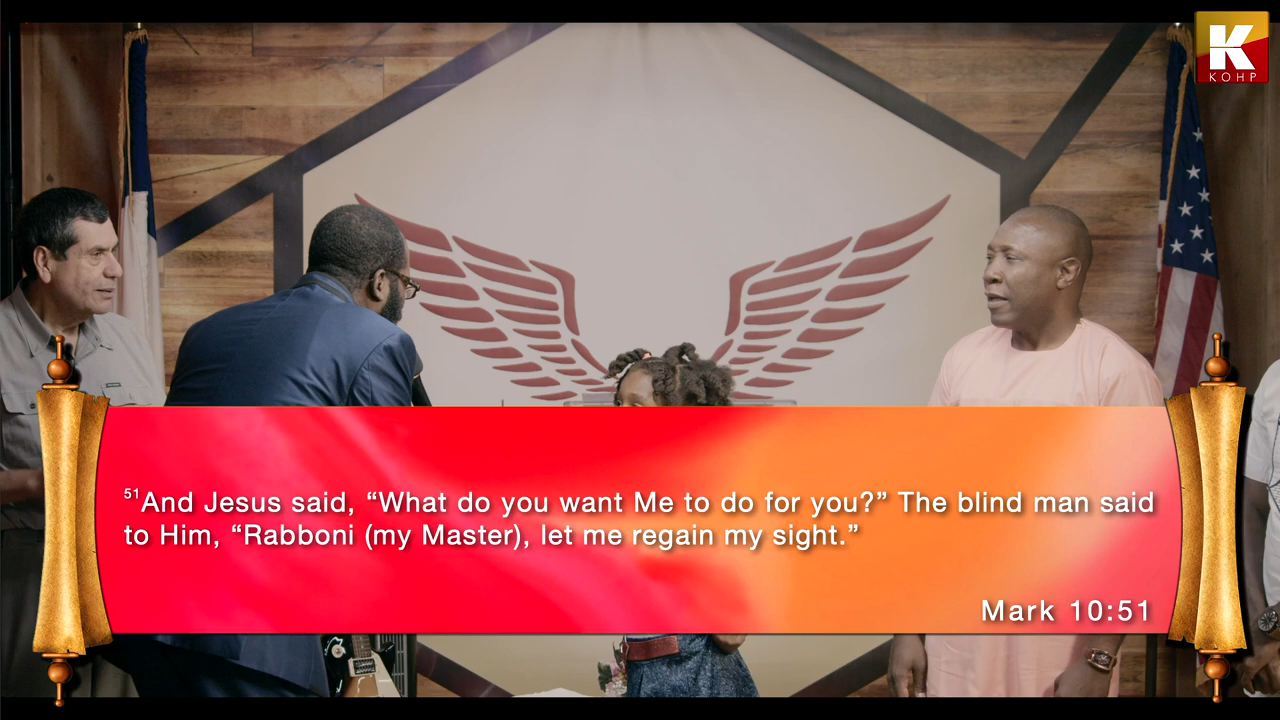 K
KOHP
51And Jesus said, “What do you want Me to do for you?” The blind man said
to Him, “Rabboni (my Master), let me regain my sight.”
Mark 10:51